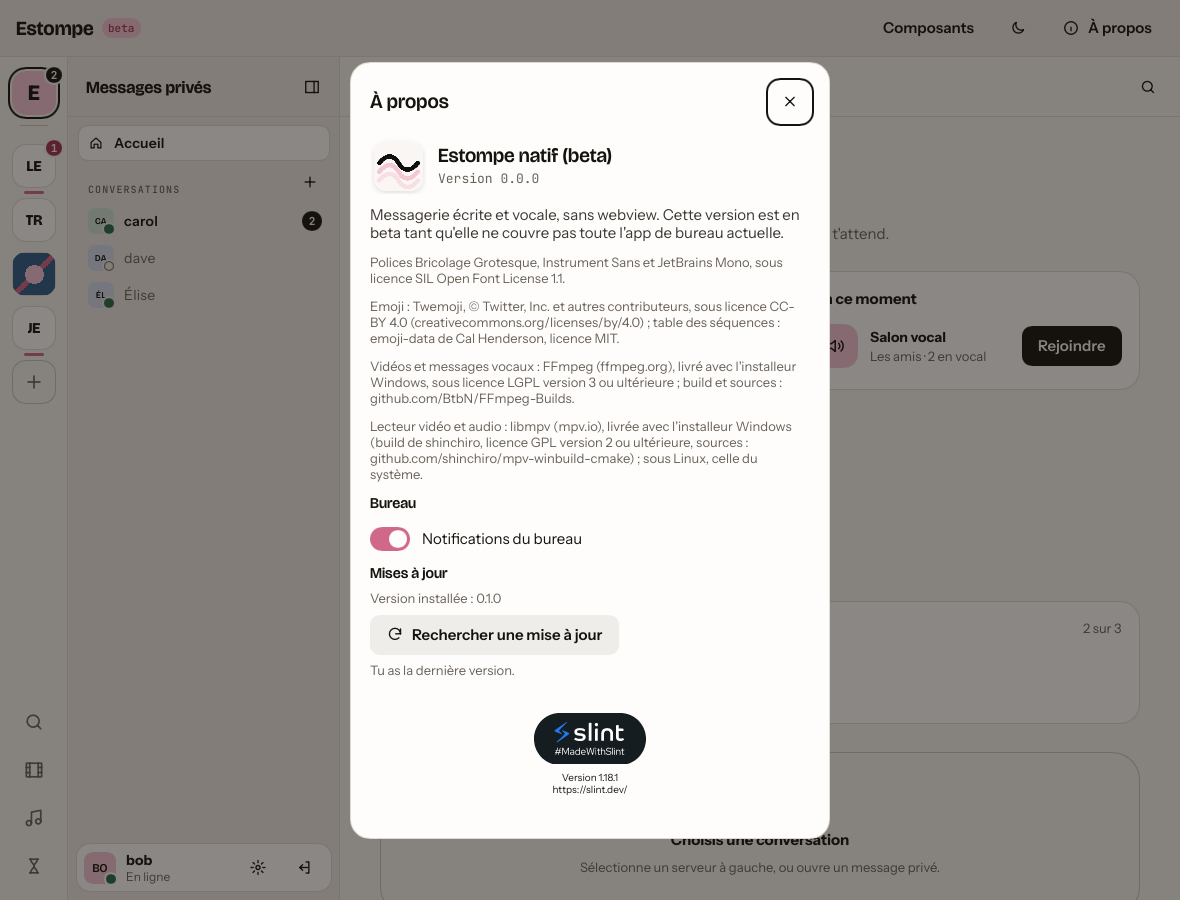 Estompe beta
Composants
À propos
E
2
LE
1
TR
JE
Messages privés
Accueil
CONVERSATIONS
CA
carol
2
DA
dave
ÉL
Élise
BO
bob
En ligne
À propos
Estompe natif (beta)
Version 0.0.0
Messagerie écrite et vocale, sans webview. Cette version est en
beta tant qu'elle ne couvre pas toute l'app de bureau actuelle.
Polices Bricolage Grotesque, Instrument Sans et JetBrains Mono, sous
licence SIL Open Font License 1.1.
Emoji : Twemoji, © Twitter, Inc. et autres contributeurs, sous licence CC-
BY 4.0 (creativecommons.org/licenses/by/4.0) ; table des séquences :
emoji-data de Cal Henderson, licence MIT.
Vidéos et messages vocaux : FFmpeg (ffmpeg.org), livré avec l'installeur
Windows, sous licence LGPL version 3 ou ultérieure ; build et sources :
github.com/BtbN/FFmpeg-Builds.
Lecteur vidéo et audio : libmpv (mpv.io), livrée avec l'installeur Windows
(build de shinchiro, licence GPL version 2 ou ultérieure, sources :
github.com/shinchiro/mpv-winbuild-cmake) ; sous Linux, celle du
système.
Bureau
Notifications du bureau
Mises à jour
Version installée : 0.1.0
Rechercher une mise à jour
Tu as la dernière version.
slint
#MadeWithSlint
Version 1.18.1
https://slint.dev/
t'attend.
ce moment
Salon vocal
Les amis · 2 en vocal
Rejoindre
2 sur 3
Choisis une conversation
Sélectionne un serveur à gauche, ou ouvre un message privé.